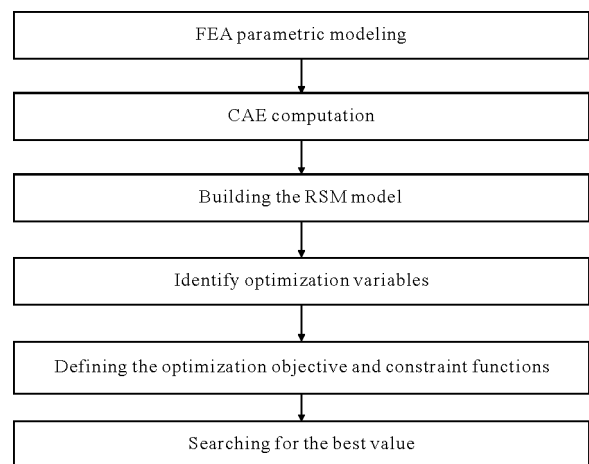 FEA parametric modeling
CAE computation
Building the RSM model
Identify optimization variables
Defining the optimization objective and constraint functions
Searching for the best value